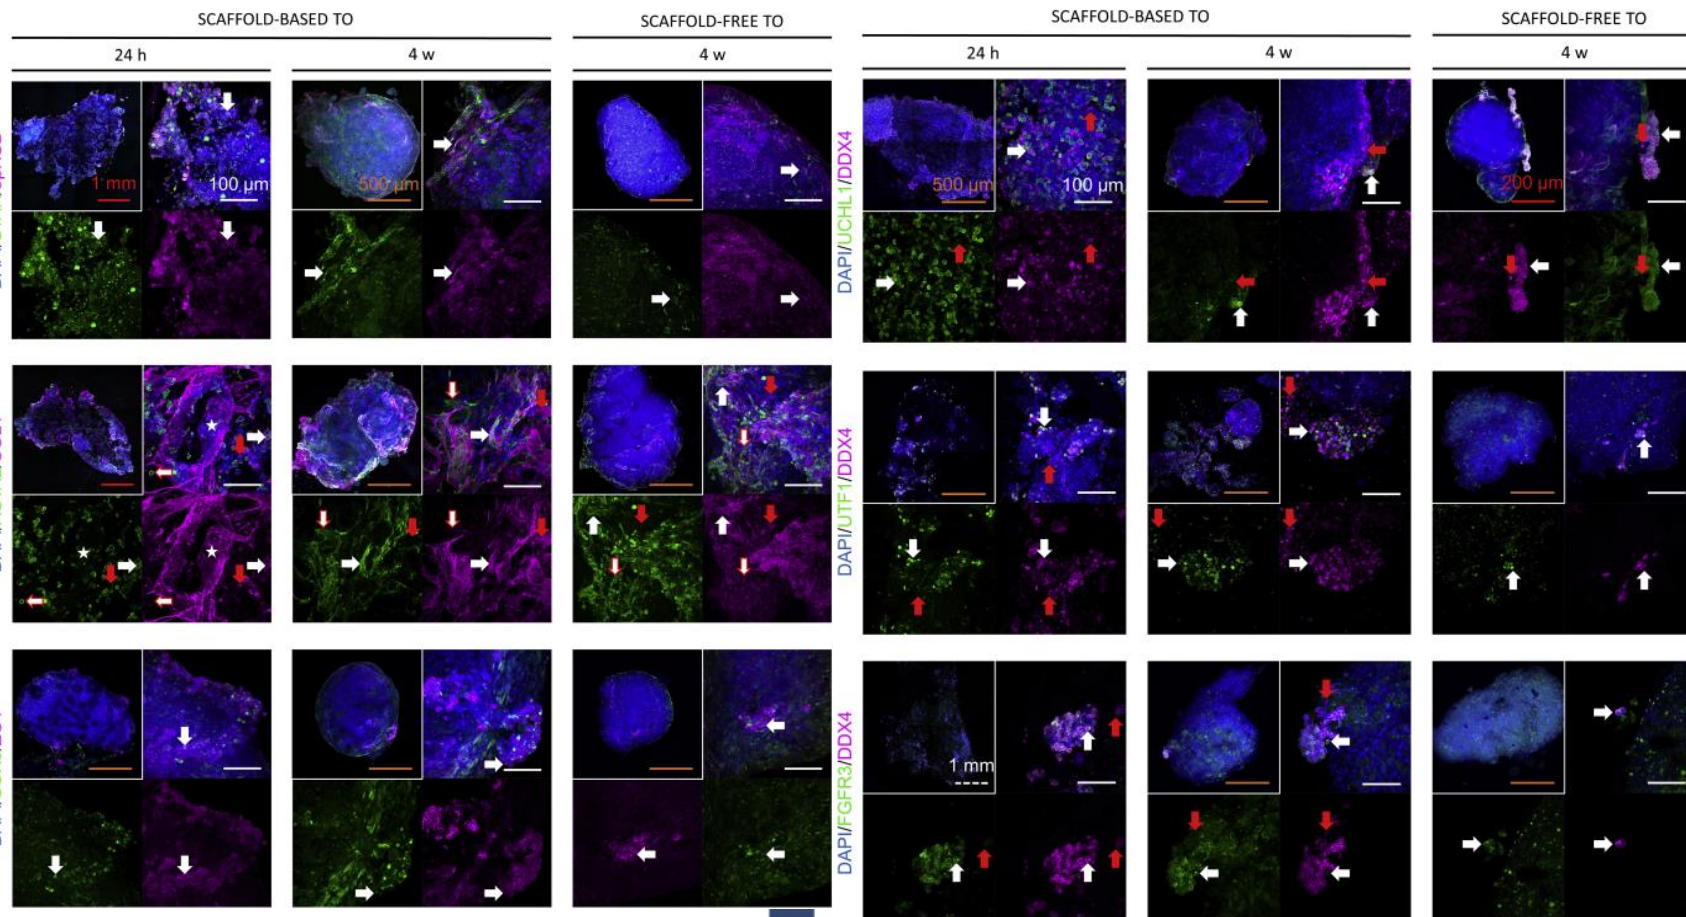 SCAFFOLD-BASED TO
SCAFFOLD-FREE TO
24 h
4 w
4 w
1 mm
100 µm
500 µm
SCAFFOLD-BASED TO
SCAFFOLD-FREE TO
24 h
4 w
4 w
DAPI/UCHL1/DDX4
500 µm
100 µm
200 µm
DAPI/UTF1/DDX4
DAPI/FGFR3/DDX4
1 mm